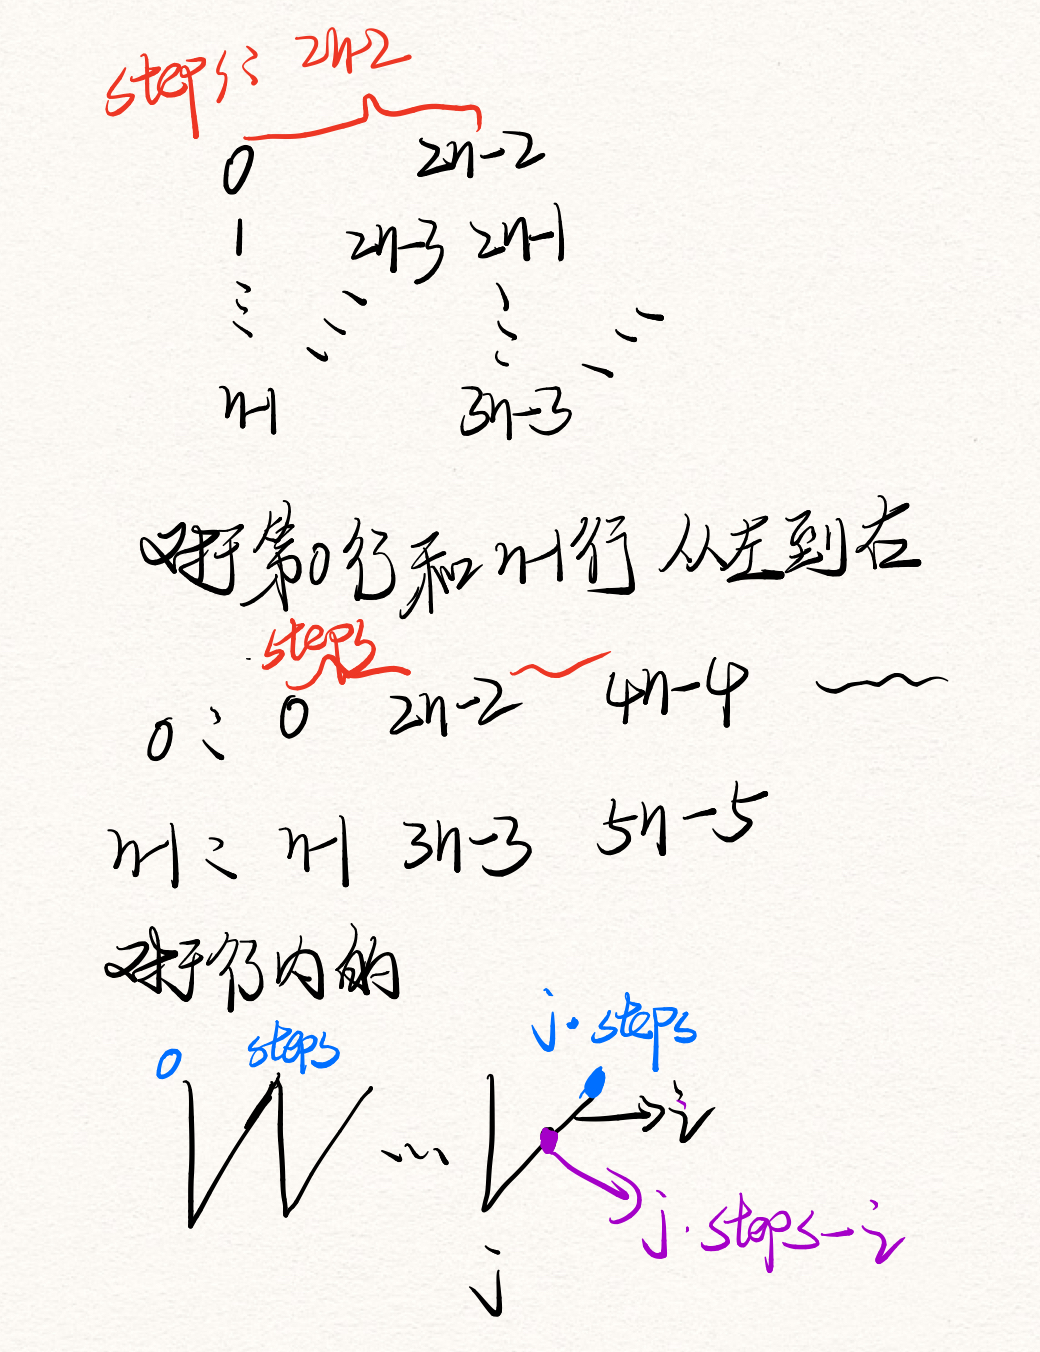 steps: 2n-2
0 2n-2
1 2n-3 2n-1
n-1 3n-3
对于第0行和n-1行 从左到右
steps
0: 0 2n-2 4n-4
n-1: n-1 3n-3 5n-5
对于行内的
0 steps j·steps
i
j·steps-i
j